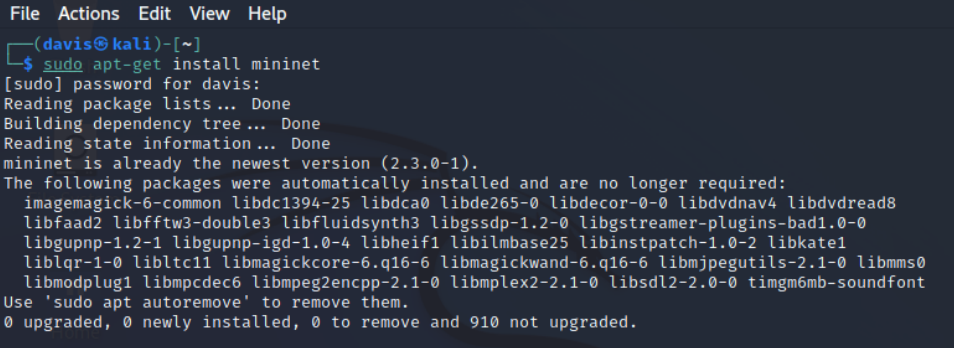 File Actions Edit View Help
┌──(davis㉿kali)-[~]
└─$ sudo apt-get install mininet
[sudo] password for davis:
Reading package lists... Done
Building dependency tree... Done
Reading state information... Done
mininet is already the newest version (2.3.0-1).
The following packages were automatically installed and are no longer required:
  imagemagick-6-common libdc1394-25 libdca0 libde265-0 libdecor-0-0 libdvdnav4 libdvdread8
  libfaad2 libfftw3-double3 libfluidsynth3 libgssdp-1.2-0 libgstreamer-plugins-bad1.0-0
  libgupnp-1.2-1 libgupnp-igd-1.0-4 libheif1 libilmbase25 libinstpatch-1.0-2 libkate1
  liblqr-1-0 libltc11 libmagickcore-6.q16-6 libmagickwand-6.q16-6 libmjpegutils-2.1-0 libmms0
  libmodplug1 libmpcdec6 libmpeg2encpp-2.1-0 libmplex2-2.1-0 libsdl2-2.0-0 timgm6mb-soundfont
Use 'sudo apt autoremove' to remove them.
0 upgraded, 0 newly installed, 0 to remove and 910 not upgraded.